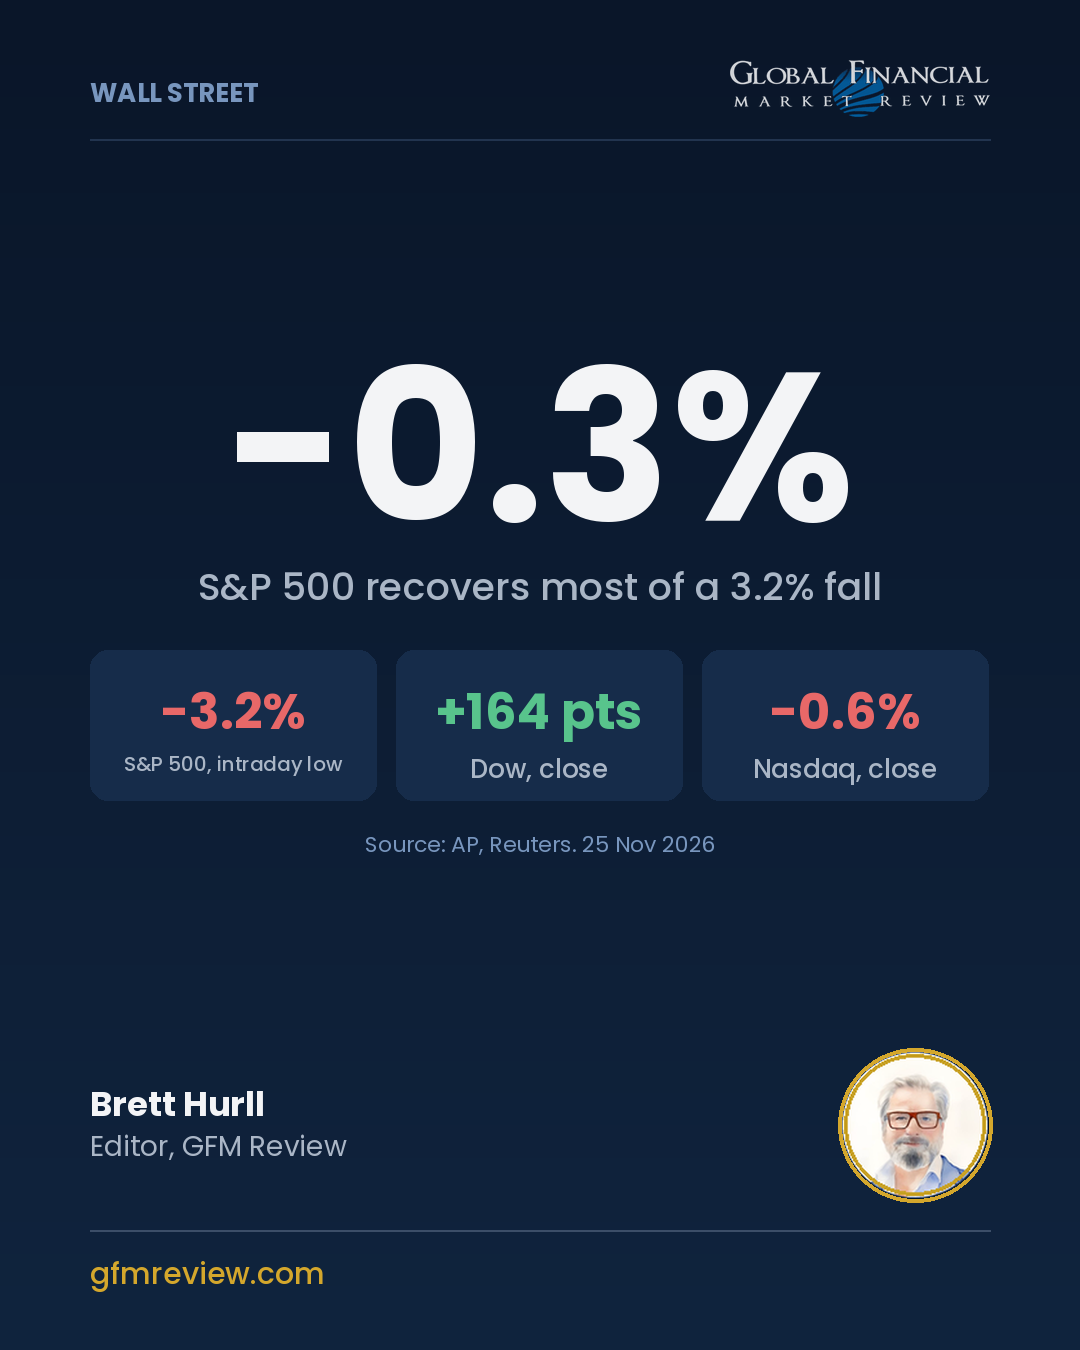 WALL STREET
GLOBAL FINANCIAL
MARKET REVIEW
-0.3%
S&P 500 recovers most of a 3.2% fall
-3.2%
S&P 500, intraday low
+164 pts
Dow, close
-0.6%
Nasdaq, close
Source: AP, Reuters. 25 Nov 2026
Brett Hurll
Editor, GFM Review
gfmreview.com